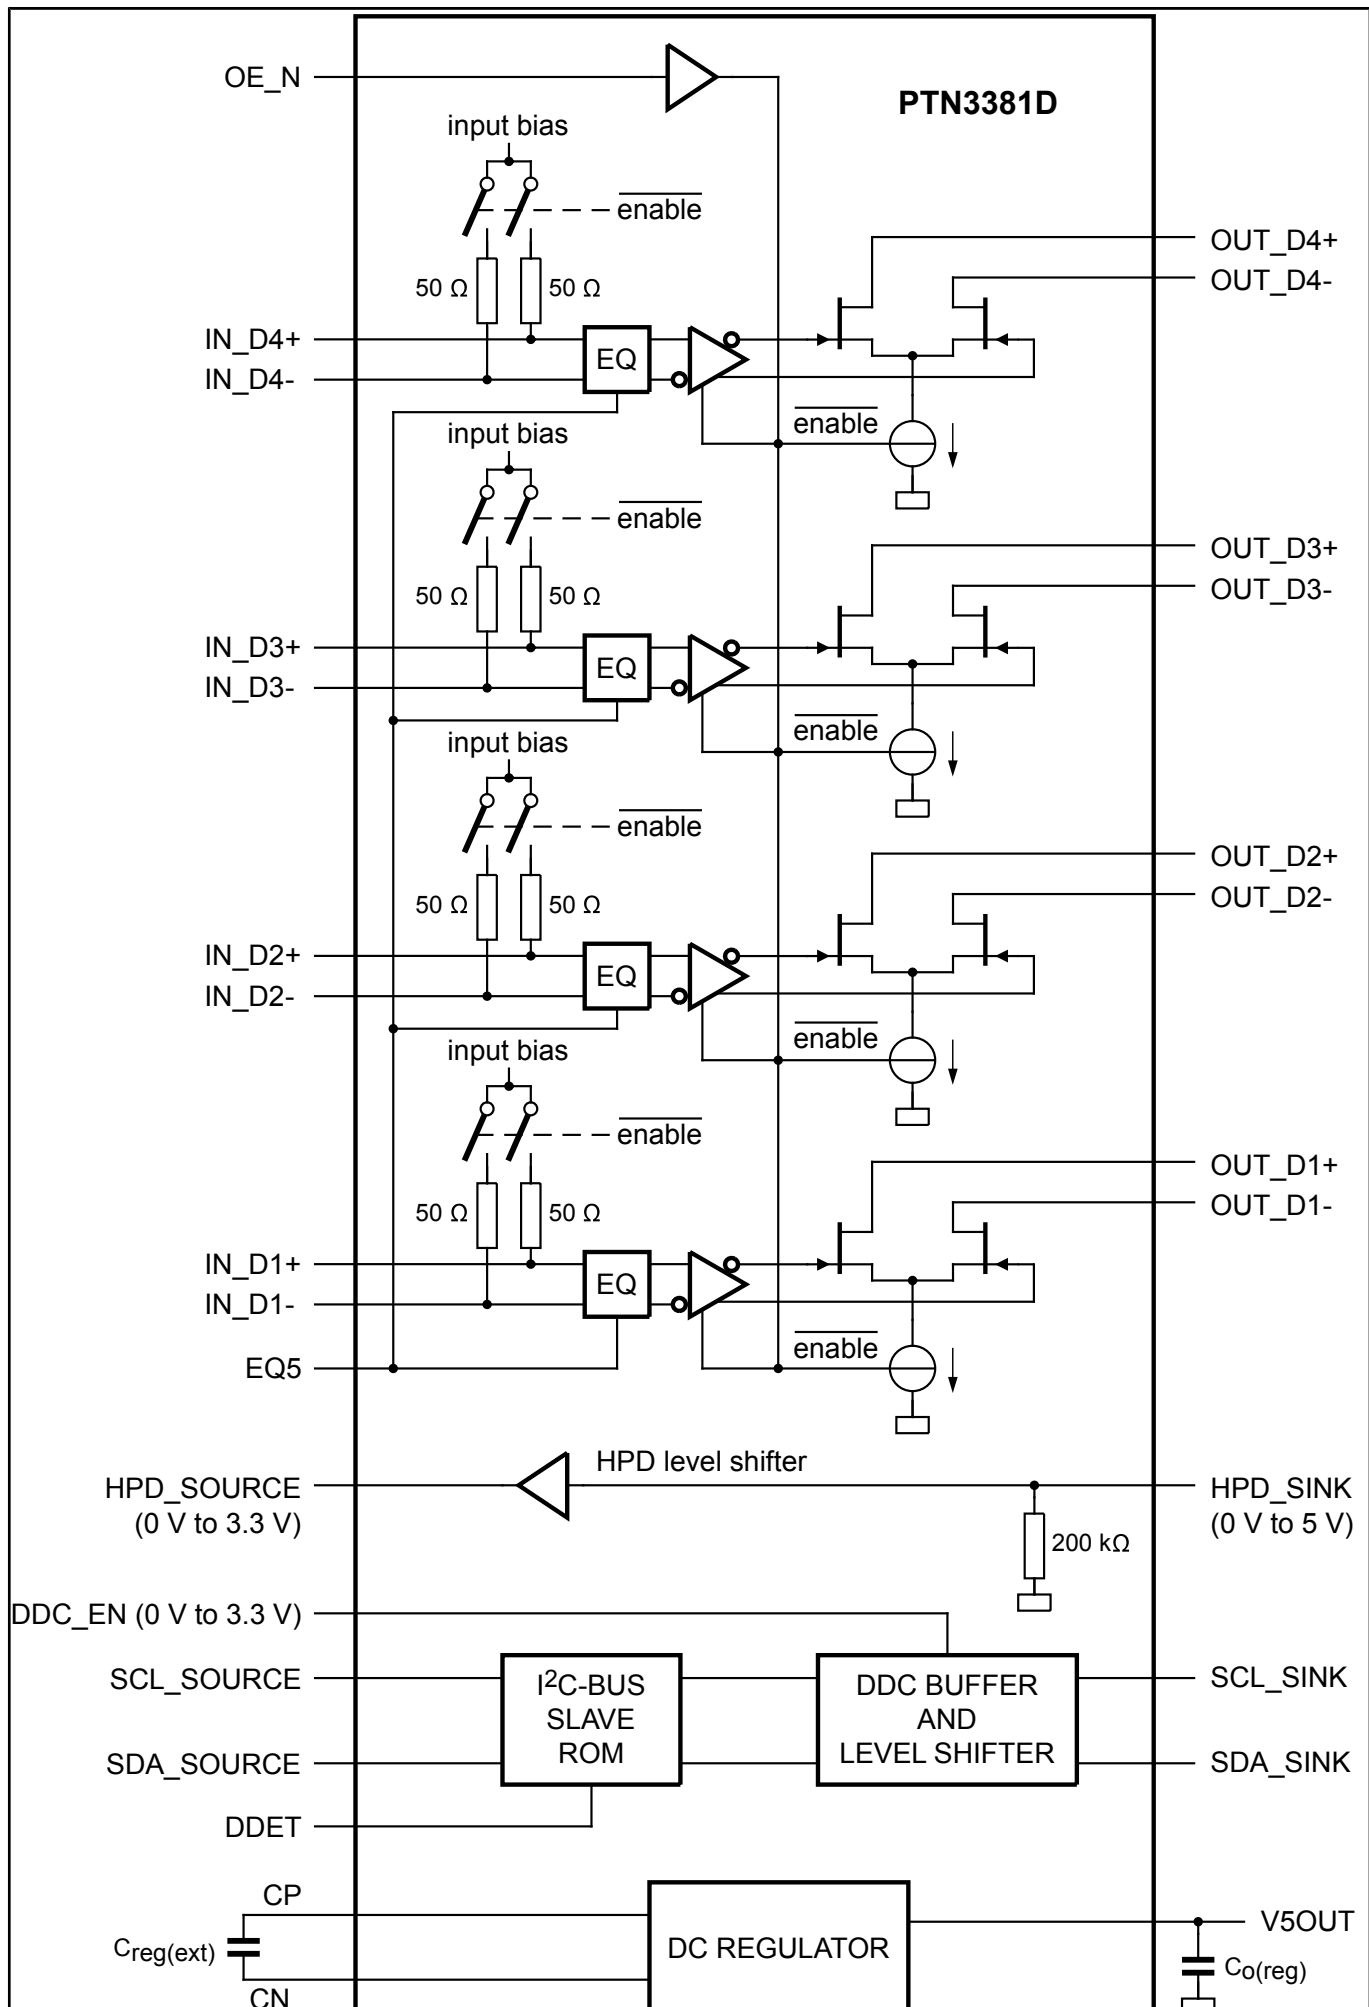 OE_N
PTN3381D
input bias
enable
OUT_D4+
OUT_D4-
50 Ω
50 Ω
IN_D4+
IN_D4-
EQ
enable
input bias
enable
OUT_D3+
OUT_D3-
50 Ω
50 Ω
IN_D3+
IN_D3-
EQ
enable
input bias
enable
OUT_D2+
OUT_D2-
50 Ω
50 Ω
IN_D2+
IN_D2-
EQ
enable
input bias
enable
OUT_D1+
OUT_D1-
50 Ω
50 Ω
IN_D1+
IN_D1-
EQ
enable
EQ5
HPD level shifter
HPD_SOURCE
(0 V to 3.3 V)
HPD_SINK
(0 V to 5 V)
200 kΩ
DDC_EN (0 V to 3.3 V)
SCL_SOURCE
SDA_SOURCE
I2C-BUS
SLAVE
ROM
DDC BUFFER
AND
LEVEL SHIFTER
SCL_SINK
SDA_SINK
DDET
CP
Creg(ext)
CN
DC REGULATOR
V5OUT
Co(reg)